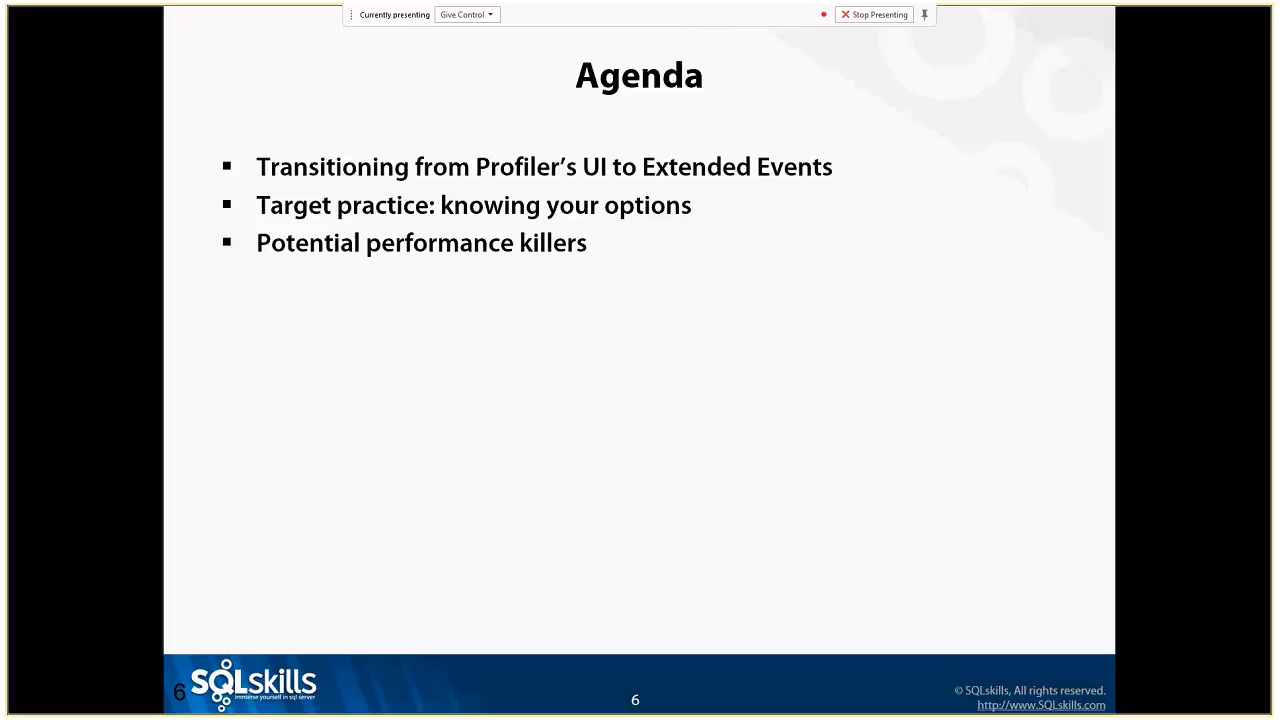 Currently presenting Give Control Stop Presenting
Agenda
▪ Transitioning from Profiler’s UI to Extended Events
▪ Target practice: knowing your options
▪ Potential performance killers
6 SQLskills
immerse yourself in sql server
6
© SQLskills, All rights reserved.
http://www.SQLskills.com